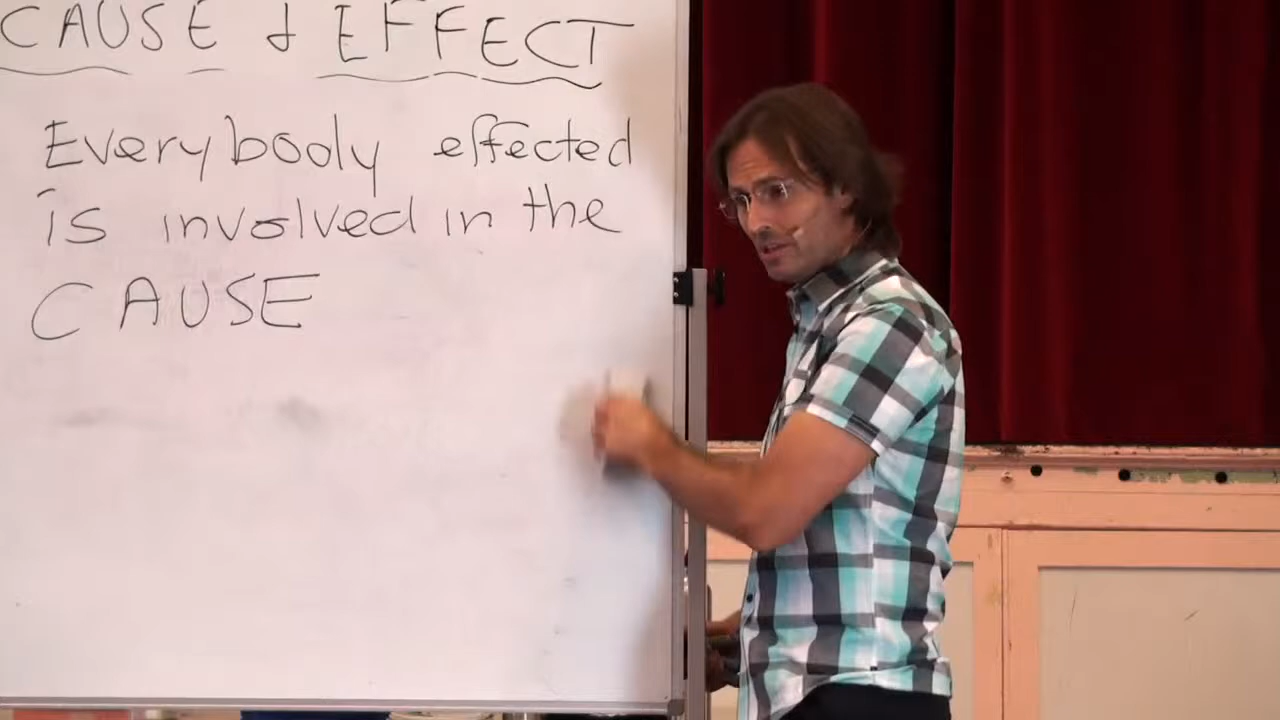 CAUSE & EFFECT
Everybody effected
is involved in the
CAUSE